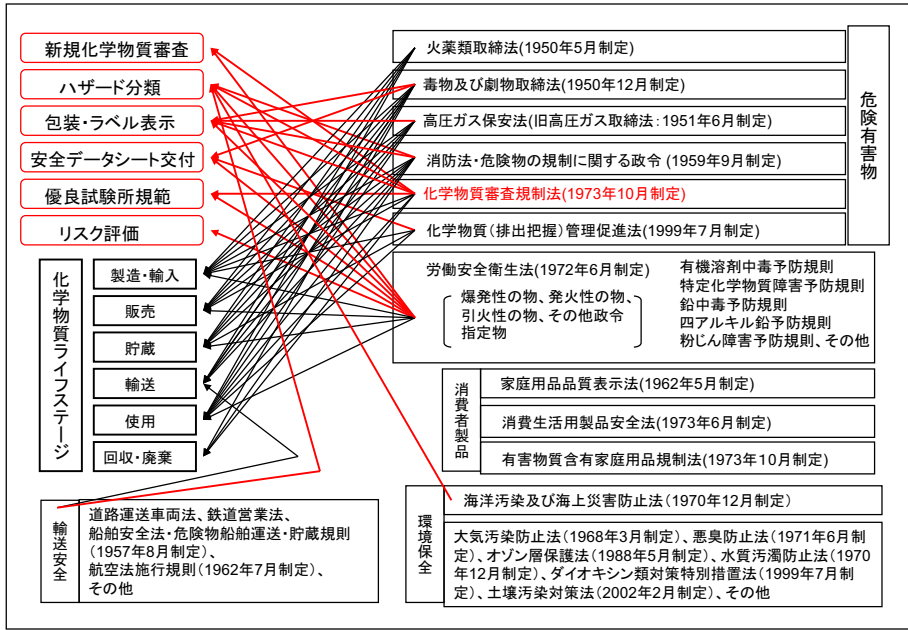 新規化学物質審査
ハザード分類
包装・ラベル表示
安全データシート交付
優良試験所規範
リスク評価
化学物質ライフステージ
製造・輸入
販売
貯蔵
輸送
使用
回収・廃棄
火薬類取締法(1950年5月制定)
毒物及び劇物取締法(1950年12月制定)
高圧ガス保安法(旧高圧ガス取締法:1951年6月制定)
消防法・危険物の規制に関する政令(1959年9月制定)
化学物質審査規制法(1973年10月制定)
化学物質(排出把握)管理促進法(1999年7月制定)
危険有害物
労働安全衛生法(1972年6月制定)
爆発性の物、発火性の物、
引火性の物、その他政令
指定物
有機溶剤中毒予防規則
特定化学物質障害予防規則
鉛中毒予防規則
四アルキル鉛予防規則
粉じん障害予防規則、その他
消費者製品
家庭用品品質表示法(1962年5月制定)
消費生活用製品安全法(1973年6月制定)
有害物質含有家庭用品規制法(1973年10月制定)
輸送安全
道路運送車両法、鉄道営業法、
船舶安全法・危険物船舶運送・貯蔵規則
(1957年8月制定)、
航空法施行規則(1962年7月制定)、
その他
環境保全
海洋汚染及び海上災害防止法(1970年12月制定)
大気汚染防止法(1968年3月制定)、悪臭防止法(1971年6月制
定)、オゾン層保護法(1988年5月制定)、水質汚濁防止法(1970
年12月制定)、ダイオキシン類対策特別措置法(1999年7月制
定)、土壌汚染対策法(2002年2月制定)、その他